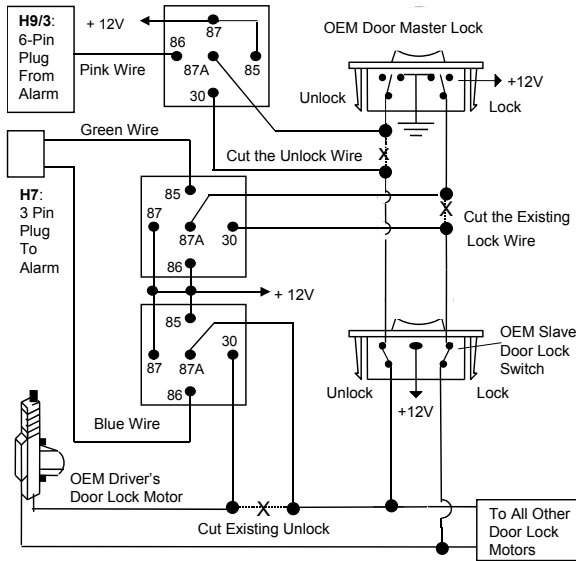 H9/3:
6-Pin
Plug
From
Alarm
+ 12V
87
86
87A
85
30
Pink Wire
OEM Door Master Lock
+12V
Unlock
Lock
Green Wire
Cut the Unlock Wire
H7:
3 Pin
Plug
To
Alarm
85
87
87A
30
86
Cut the Existing
Lock Wire
+ 12V
85
30
87
87A
86
OEM Slave
Door Lock
Switch
Unlock
Lock
+12V
Blue Wire
OEM Driver's
Door Lock Motor
X
X
X
Cut Existing Unlock
To All Other
Door Lock
Motors